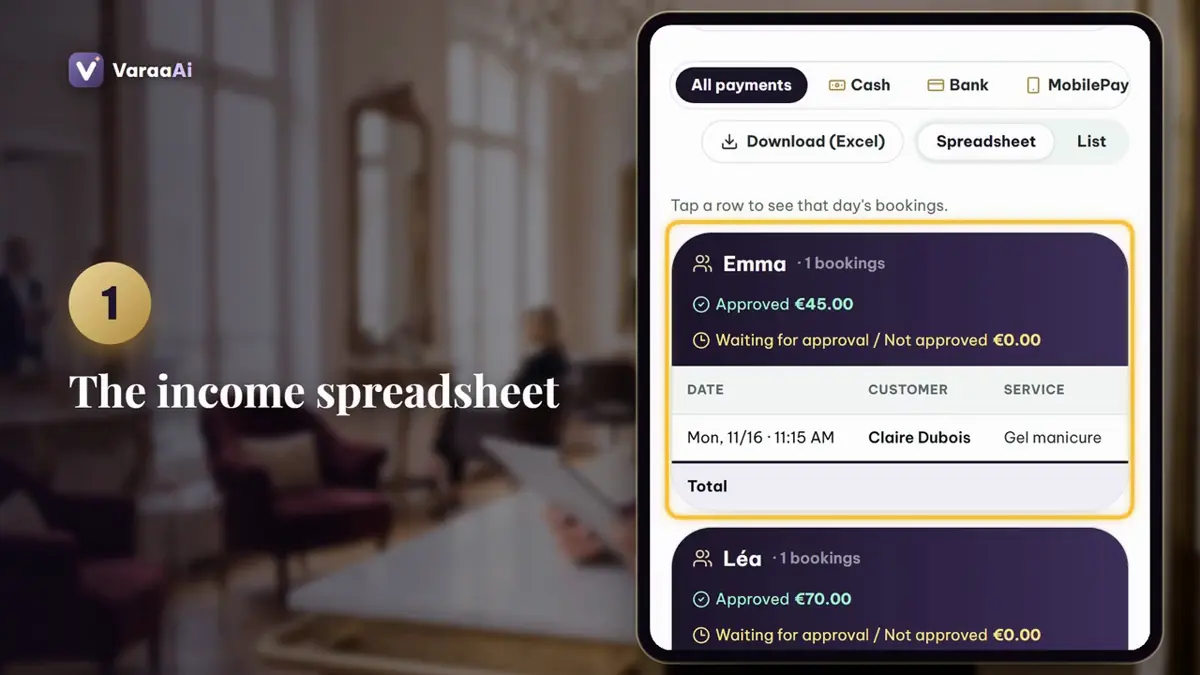 VaraaAi
1
The income spreadsheet
All payments Cash Bank MobilePay
Download (Excel) Spreadsheet List
Tap a row to see that day's bookings.
Emma · 1 bookings
Approved €45.00
Waiting for approval / Not approved €0.00
DATE CUSTOMER SERVICE
Mon, 11/16 · 11:15 AM Claire Dubois Gel manicure
Total
Léa · 1 bookings
Approved €70.00
Waiting for approval / Not approved €0.00